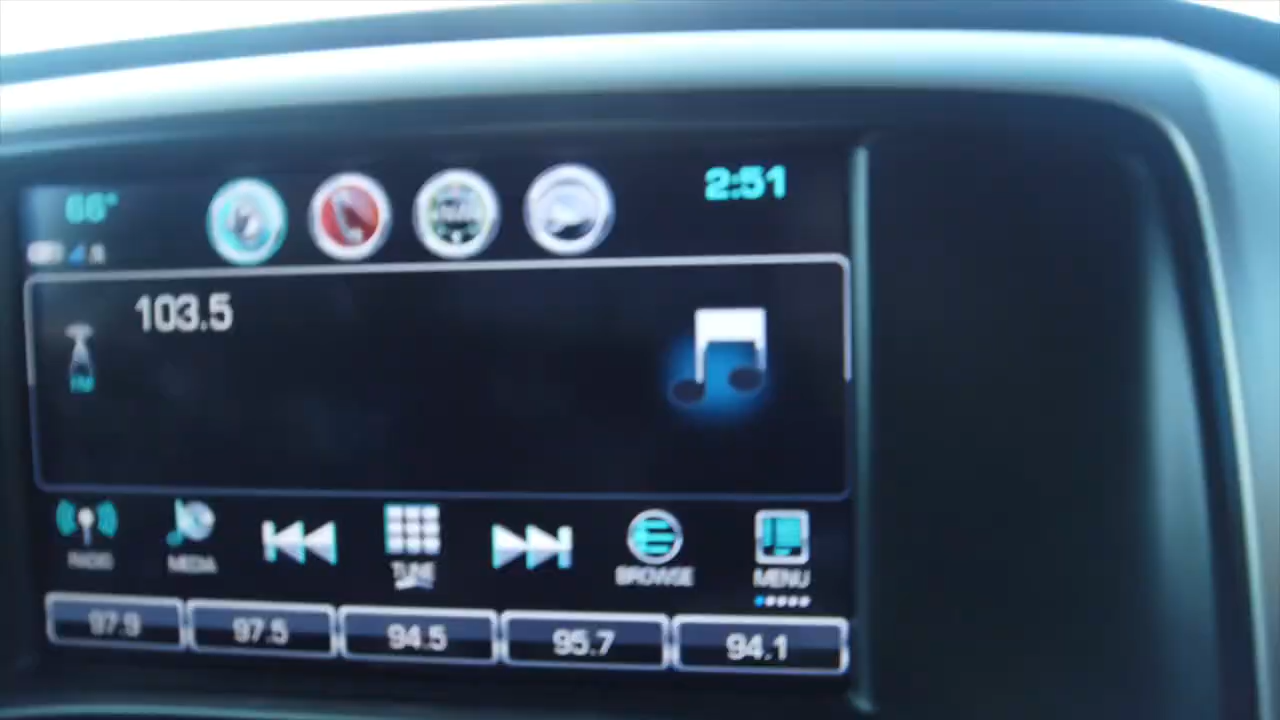 66°
2:51
103.5
FM
RADIO
MEDIA
TUNE
BROWSE
MENU
97.9
97.5
94.5
95.7
94.1